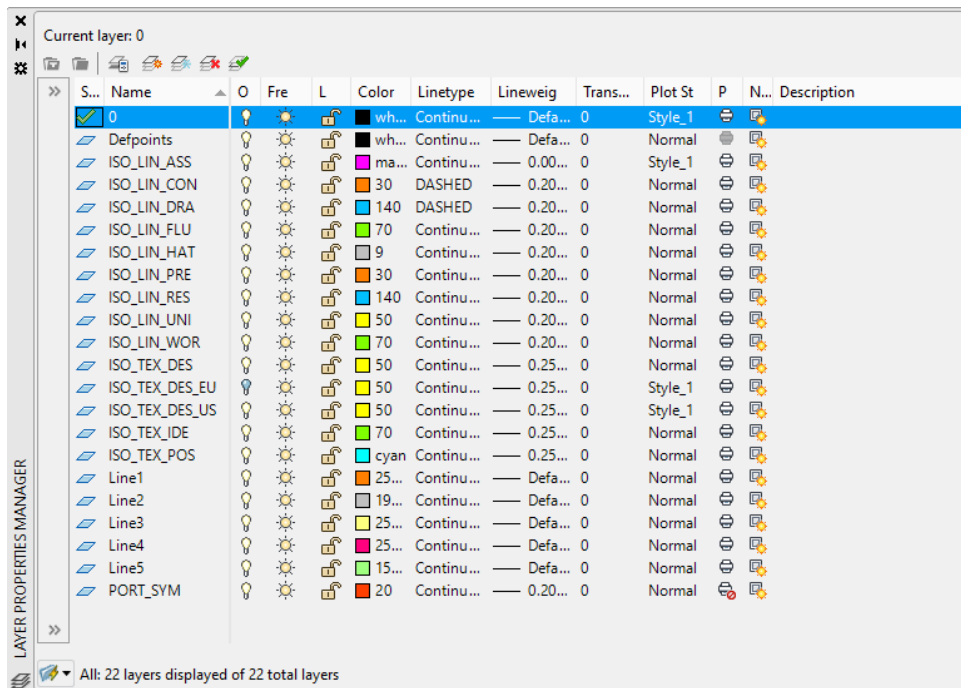 Current layer: 0
S... Name O Fre L Color Linetype Lineweig Trans... Plot St P N... Description
0 wh... Continu... Defa... 0 Style_1
Defpoints wh... Continu... Defa... 0 Normal
ISO_LIN_ASS ma... Continu... 0.00... 0 Style_1
ISO_LIN_CON 30 DASHED 0.20... 0 Normal
ISO_LIN_DRA 140 DASHED 0.20... 0 Normal
ISO_LIN_FLU 70 Continu... 0.20... 0 Normal
ISO_LIN_HAT 9 Continu... 0.20... 0 Normal
ISO_LIN_PRE 30 Continu... 0.20... 0 Normal
ISO_LIN_RES 140 Continu... 0.20... 0 Normal
ISO_LIN_UNI 50 Continu... 0.20... 0 Normal
ISO_LIN_WOR 70 Continu... 0.20... 0 Normal
ISO_TEX_DES 50 Continu... 0.25... 0 Normal
ISO_TEX_DES_EU 50 Continu... 0.25... 0 Style_1
ISO_TEX_DES_US 50 Continu... 0.25... 0 Style_1
ISO_TEX_IDE 70 Continu... 0.25... 0 Normal
ISO_TEX_POS cyan Continu... 0.25... 0 Normal
Line1 25... Continu... Defa... 0 Normal
Line2 19... Continu... Defa... 0 Normal
Line3 25... Continu... Defa... 0 Normal
Line4 25... Continu... Defa... 0 Normal
Line5 15... Continu... Defa... 0 Normal
PORT_SYM 20 Continu... 0.20... 0 Normal
LAYER PROPERTIES MANAGER
All: 22 layers displayed of 22 total layers